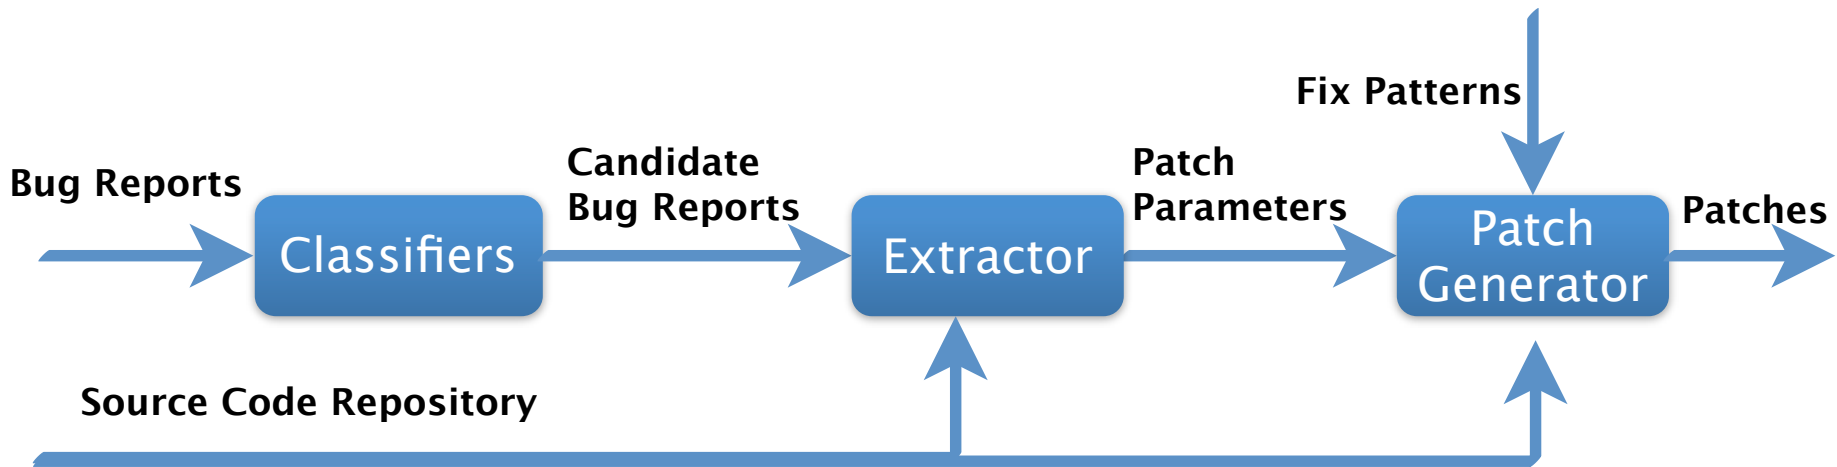 Fix Patterns
Bug Reports
Classifiers
Candidate
Bug Reports
Extractor
Patch
Parameters
Patch
Generator
Patches
Source Code Repository